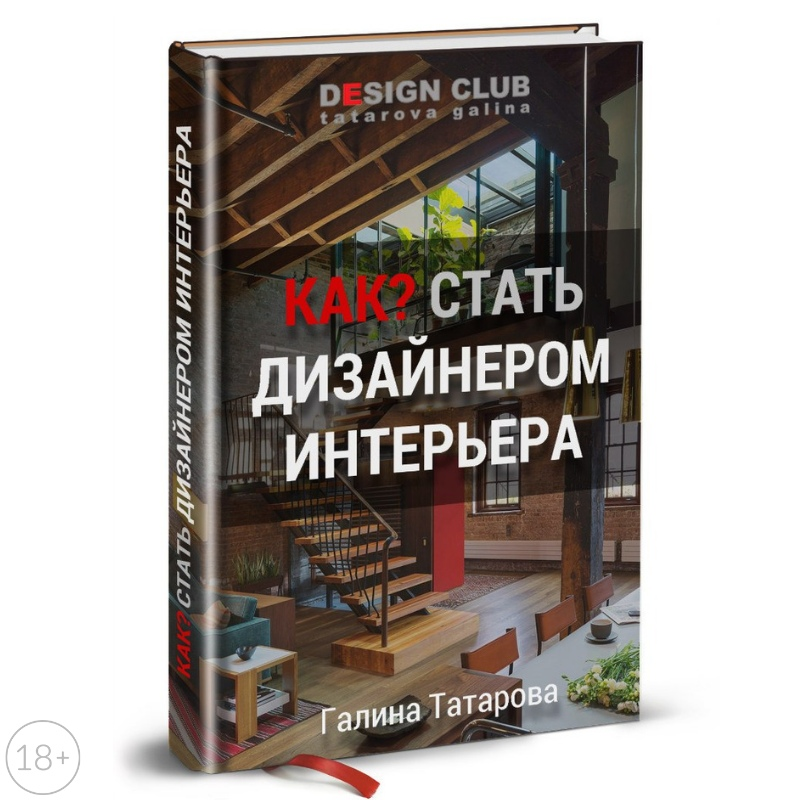 DESIGN CLUB
tatarova galina
КАК? СТАТЬ
ДИЗАЙНЕРОМ
ИНТЕРЬЕРА
Галина Татарова
КАК? СТАТЬ ДИЗАЙНЕРОМ ИНТЕРЬЕРА
18+